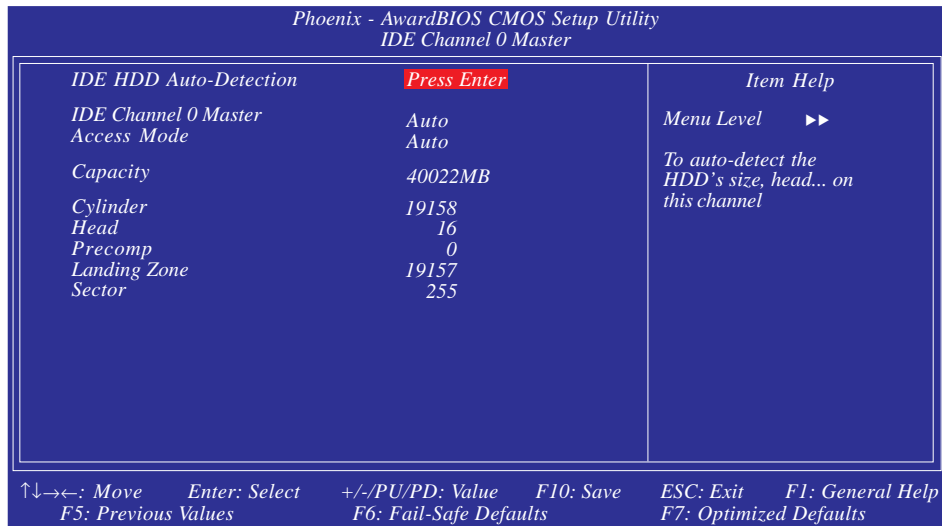 Phoenix - AwardBIOS CMOS Setup Utility
IDE Channel 0 Master
IDE HDD Auto-Detection Press Enter
IDE Channel 0 Master Auto
Access Mode Auto
Capacity 40022MB
Cylinder 19158
Head 16
Precomp 0
Landing Zone 19157
Sector 255
Item Help
Menu Level ▶▶
To auto-detect the
HDD's size, head... on
this channel
↑↓→←: Move Enter: Select +/-/PU/PD: Value F10: Save ESC: Exit F1: General Help
F5: Previous Values F6: Fail-Safe Defaults F7: Optimized Defaults